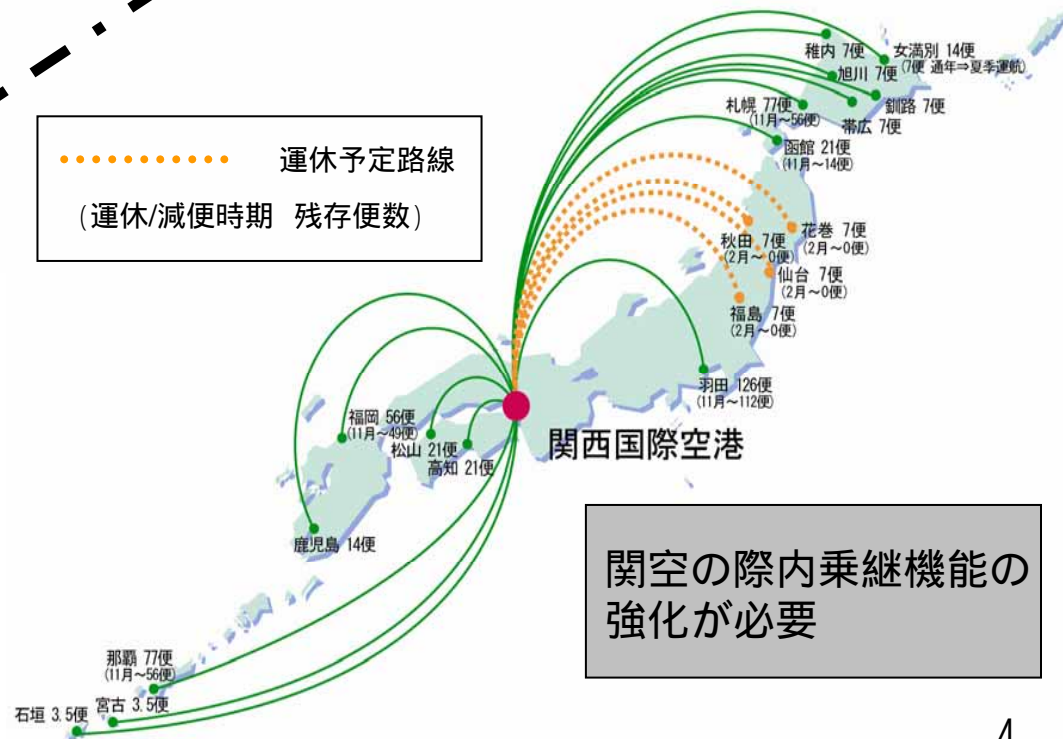 運休予定路線
(運休/減便時期 残存便数)
稚内 7便
女満別 14便
(7便 通年⇒夏季運航)
旭川 7便
札幌 77便
(11月～56便)
釧路 7便
帯広 7便
函館 21便
(11月～14便)
花巻 7便
(2月～0便)
秋田 7便
(2月～0便)
仙台 7便
(2月～0便)
福島 7便
(2月～0便)
羽田 126便
(11月～112便)
福岡 56便
(11月～49便)
松山 21便
高知 21便
関西国際空港
鹿児島 14便
関空の際内乗継機能の
強化が必要
那覇 77便
(11月～56便)
宮古 3.5便
石垣 3.5便
4